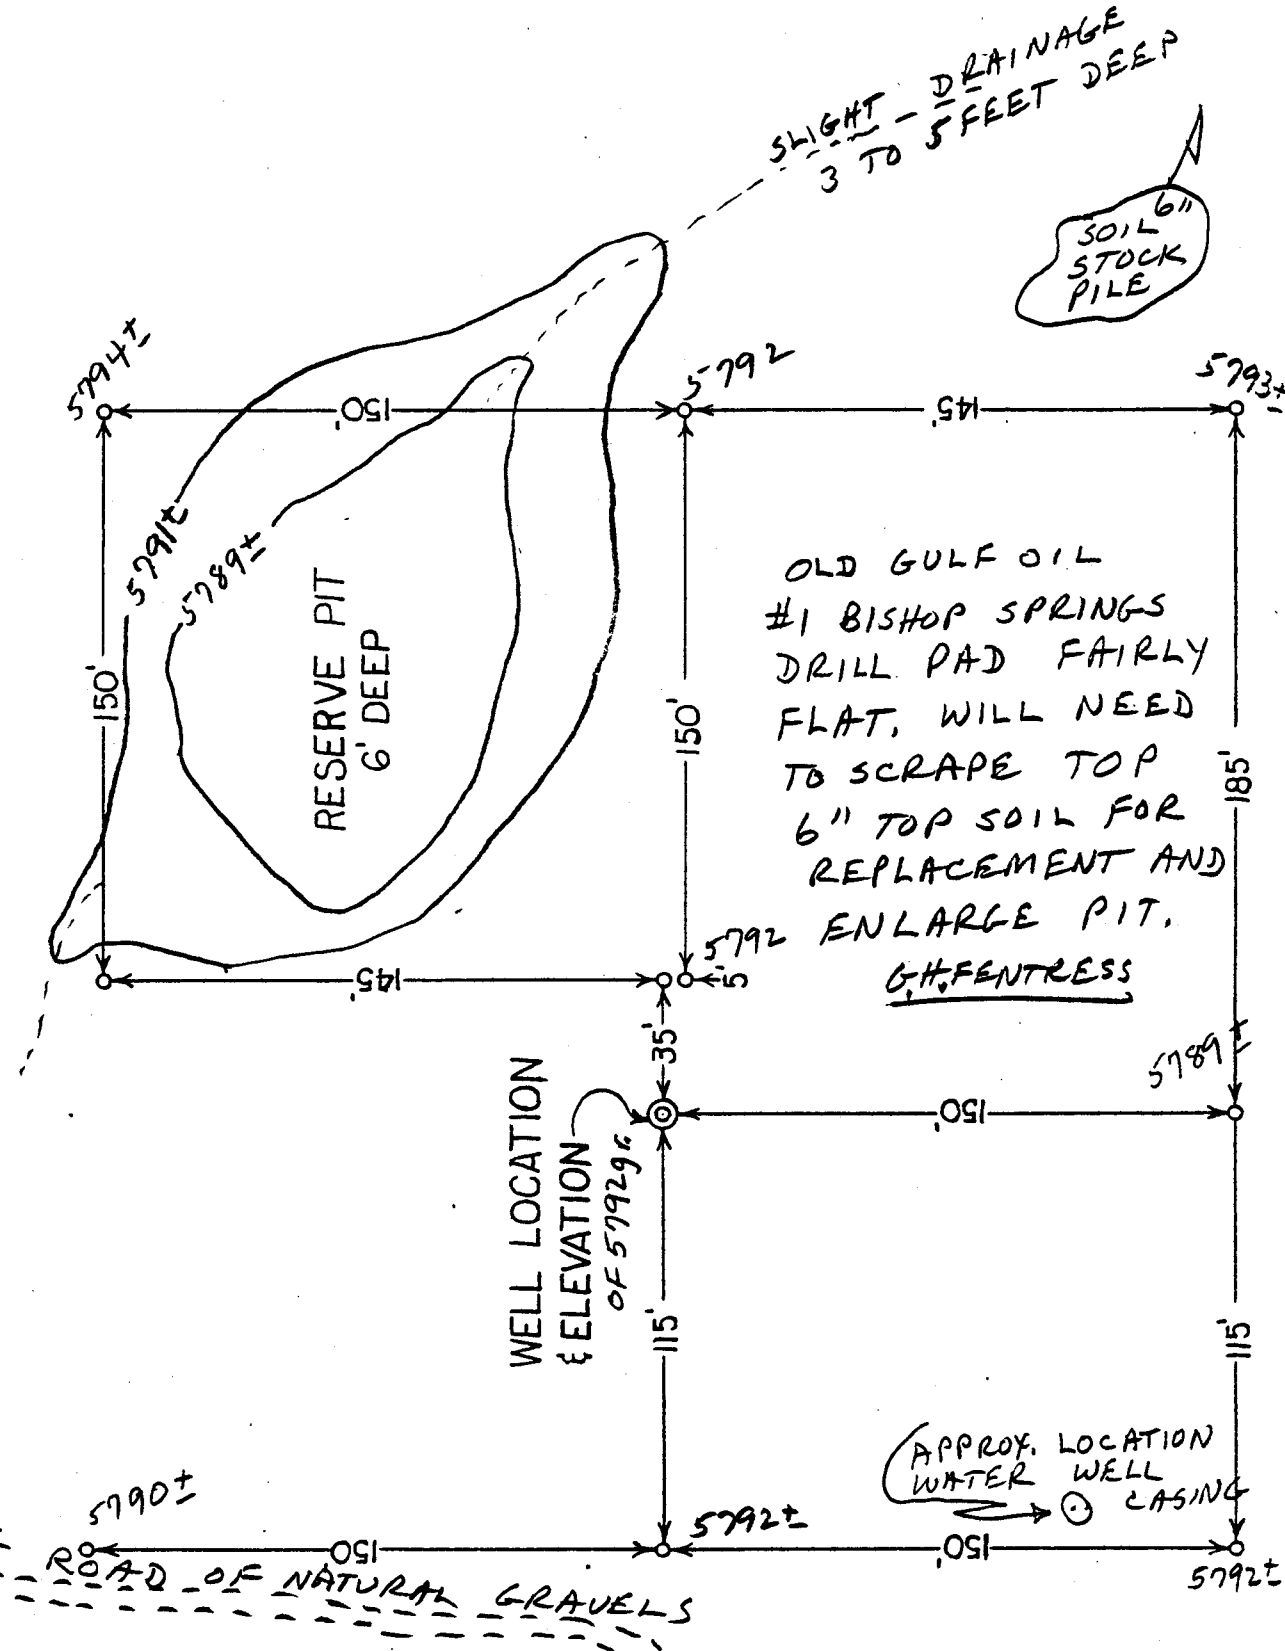 SLIGHT - DRAINAGE
3 TO 5 FEET DEEP
6"
SOIL
STOCK
PILE
5794±
5792
5793±
150'
145'
5791±
5789±
150'
RESERVE PIT
6' DEEP
150'
185'
OLD GULF OIL
#1 BISHOP SPRINGS
DRILL PAD FAIRLY
FLAT. WILL NEED
TO SCRAPE TOP
6" TOP SOIL FOR
REPLACEMENT AND
ENLARGE PIT.
G.H. FENTRESS
145'
5792
5'
35'
5789±
WELL LOCATION
& ELEVATION
OF 5792 gr.
150'
115'
115'
APPROX. LOCATION
WATER WELL
CASING
5790±
150'
5792±
150'
5792±
ROAD OF NATURAL GRAVELS